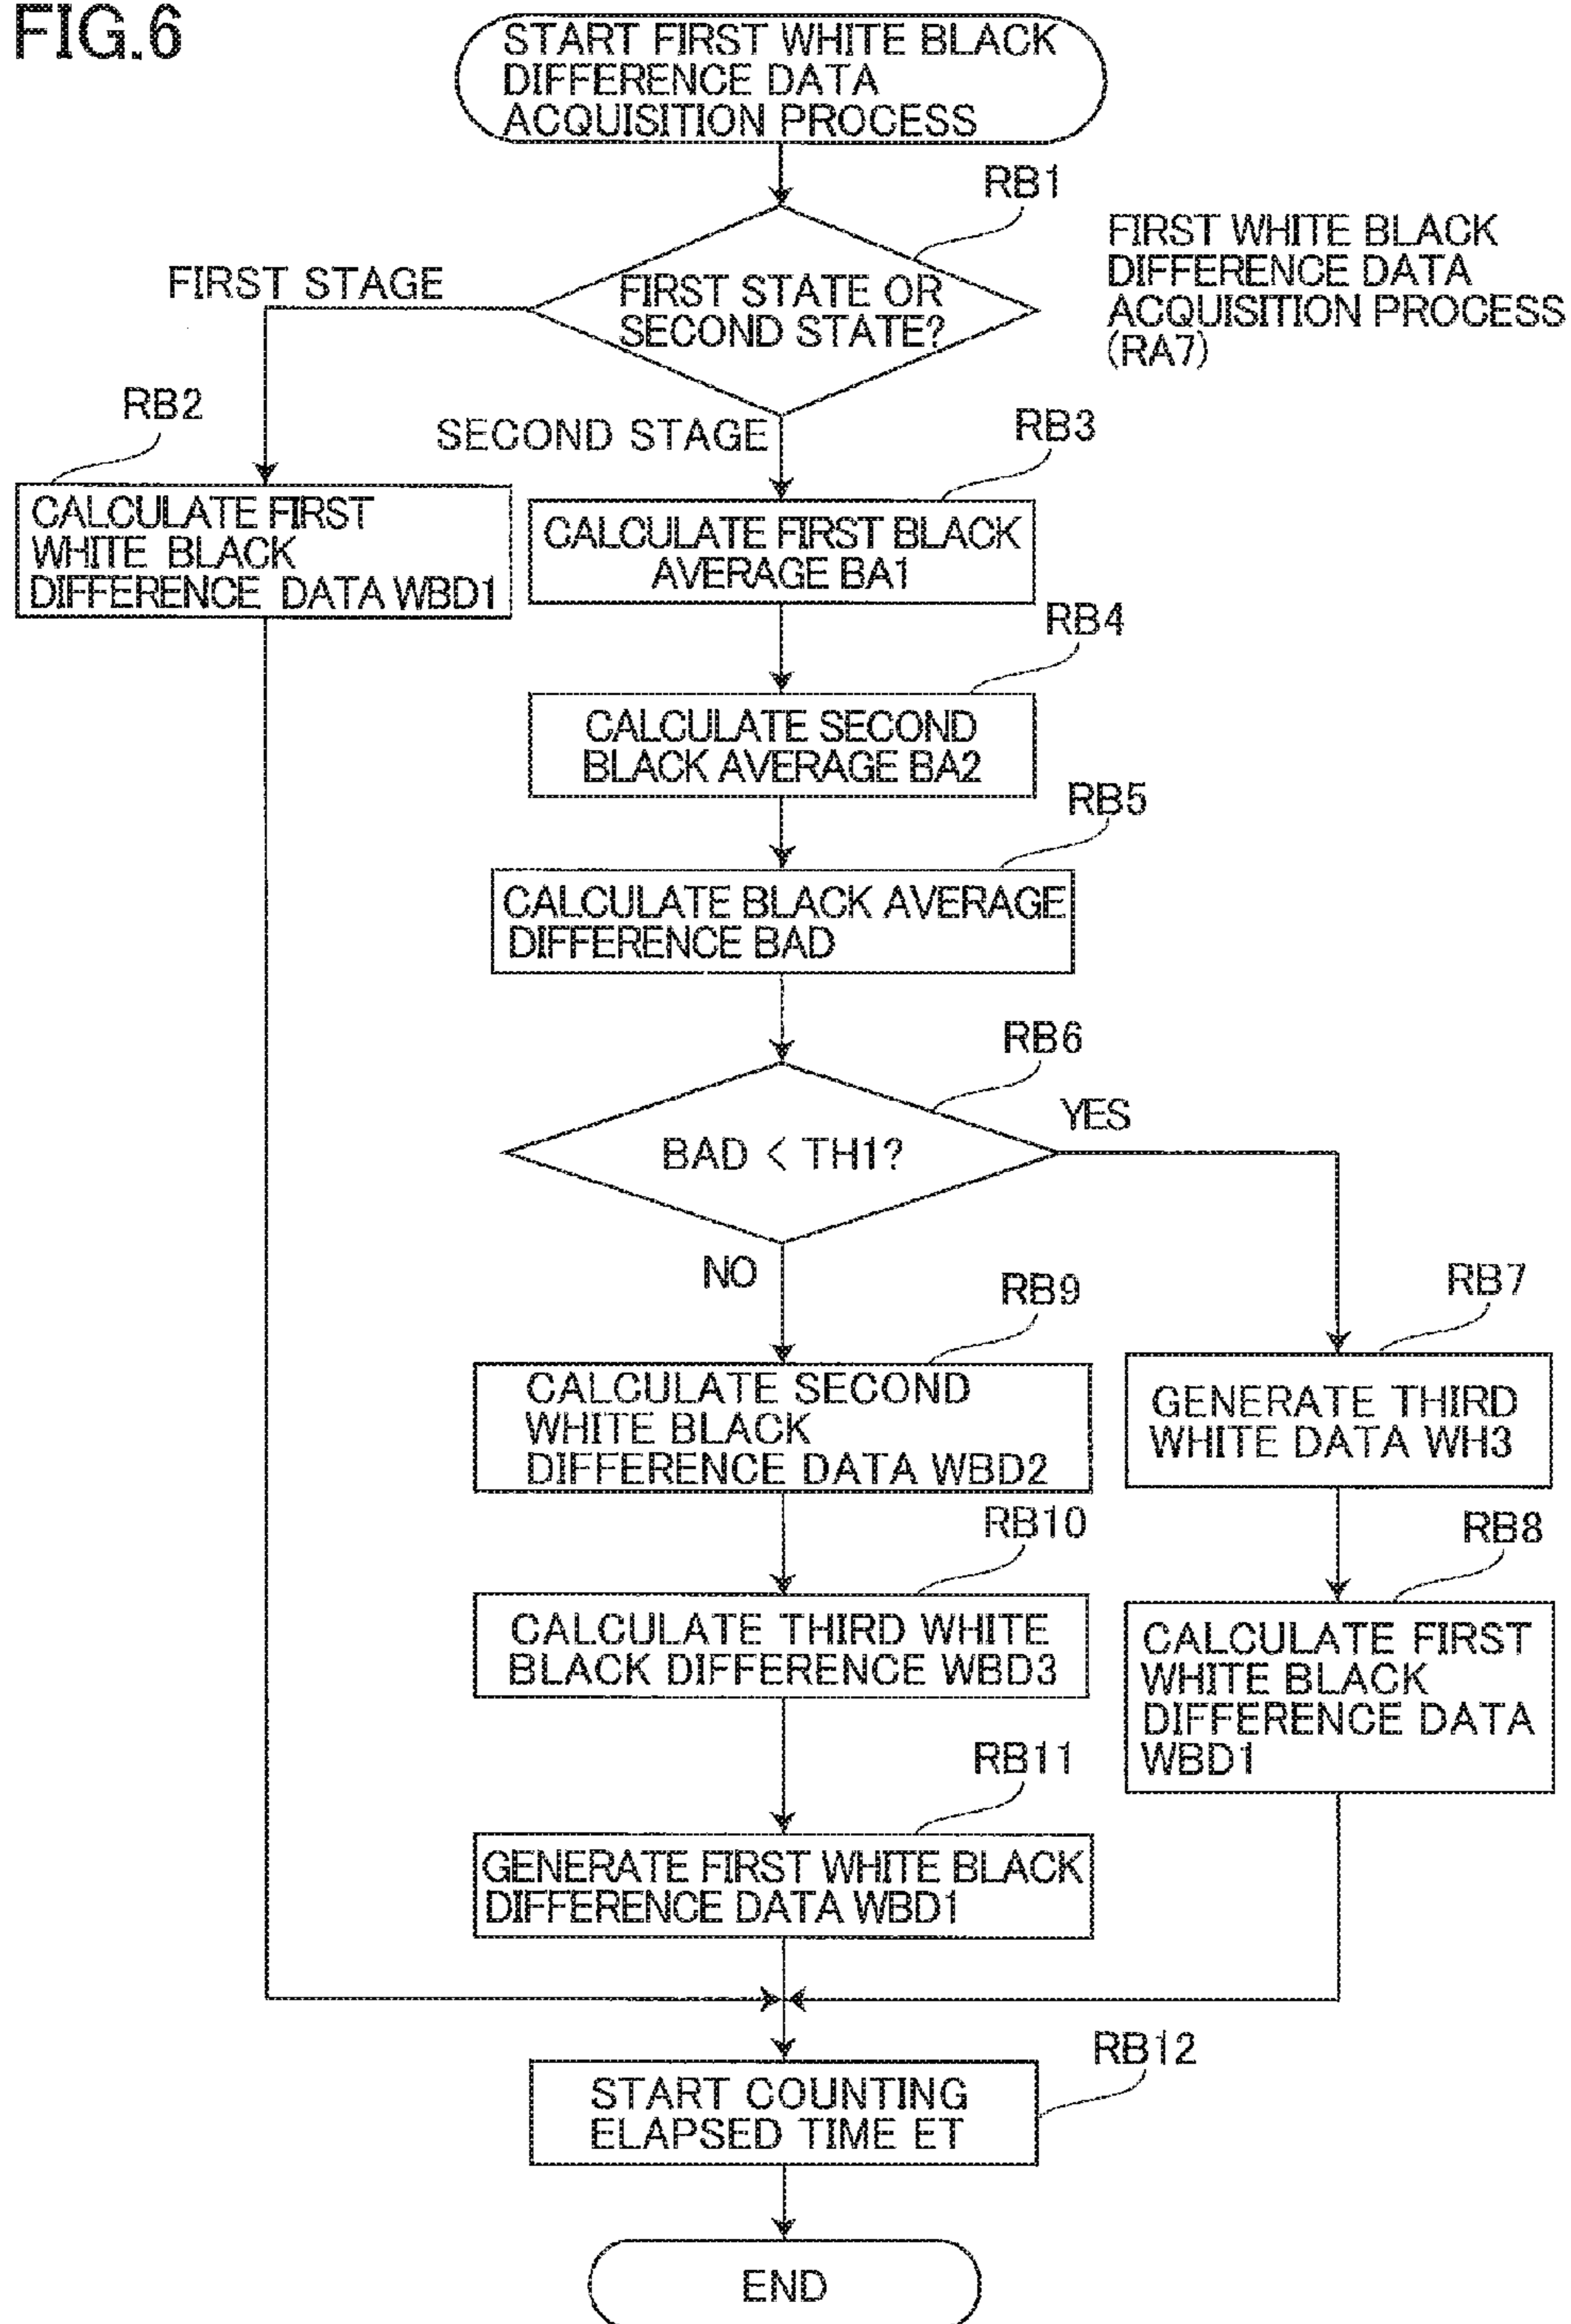 FIG.6
START FIRST WHITE BLACK
DIFFERENCE DATA
ACQUISITION PROCESS
RB1
FIRST WHITE BLACK
DIFFERENCE DATA
ACQUISITION PROCESS
(RA7)
FIRST STAGE
FIRST STATE OR
SECOND STATE?
RB2
SECOND STAGE
RB3
CALCULATE FIRST
WHITE BLACK
DIFFERENCE DATA WBD1
CALCULATE FIRST BLACK
AVERAGE BA1
RB4
CALCULATE SECOND
BLACK AVERAGE BA2
RB5
CALCULATE BLACK AVERAGE
DIFFERENCE BAD
RB6
YES
BAD < TH1?
NO
RB9
RB7
CALCULATE SECOND
WHITE BLACK
DIFFERENCE DATA WBD2
GENERATE THIRD
WHITE DATA WH3
RB10
RB8
CALCULATE THIRD WHITE
BLACK DIFFERENCE WBD3
CALCULATE FIRST
WHITE BLACK
DIFFERENCE DATA
WBD1
RB11
GENERATE FIRST WHITE BLACK
DIFFERENCE DATA WBD1
RB12
START COUNTING
ELAPSED TIME ET
END